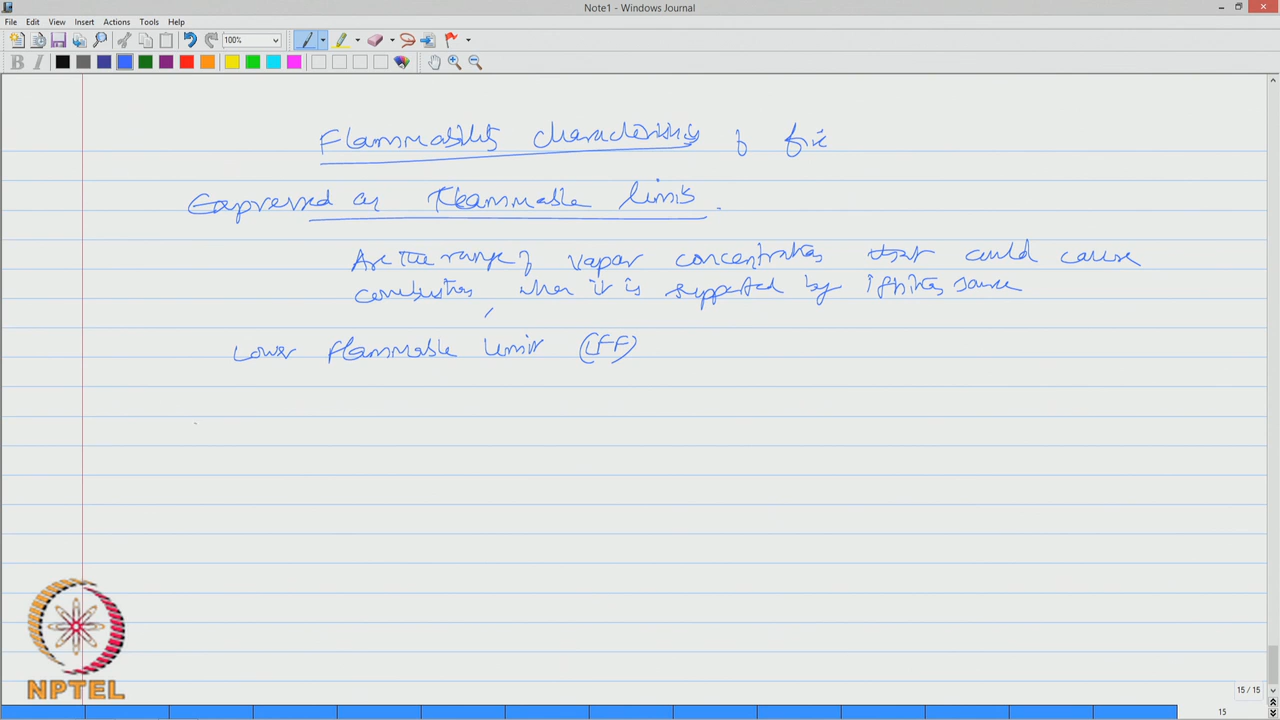 Note1 - Windows Journal
File Edit View Insert Actions Tools Help
100%
B I
Flammability characteristics of fire
Expressed as Flammable limits.
Are the range of vapor concentrations that could cause
combustion when it is supported by ignition source
Lower flammable limit (LFF)
NPTEL
15 / 15
15